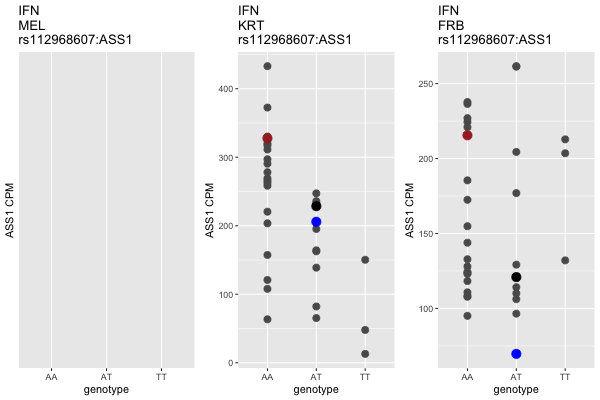 IFN
MEL
rs112968607:ASS1
ASS1 CPM
AA AT TT
genotype
IFN
KRT
rs112968607:ASS1
ASS1 CPM
400
300
200
100
0
AA AT TT
genotype
IFN
FRB
rs112968607:ASS1
ASS1 CPM
250
200
150
100
AA AT TT
genotype